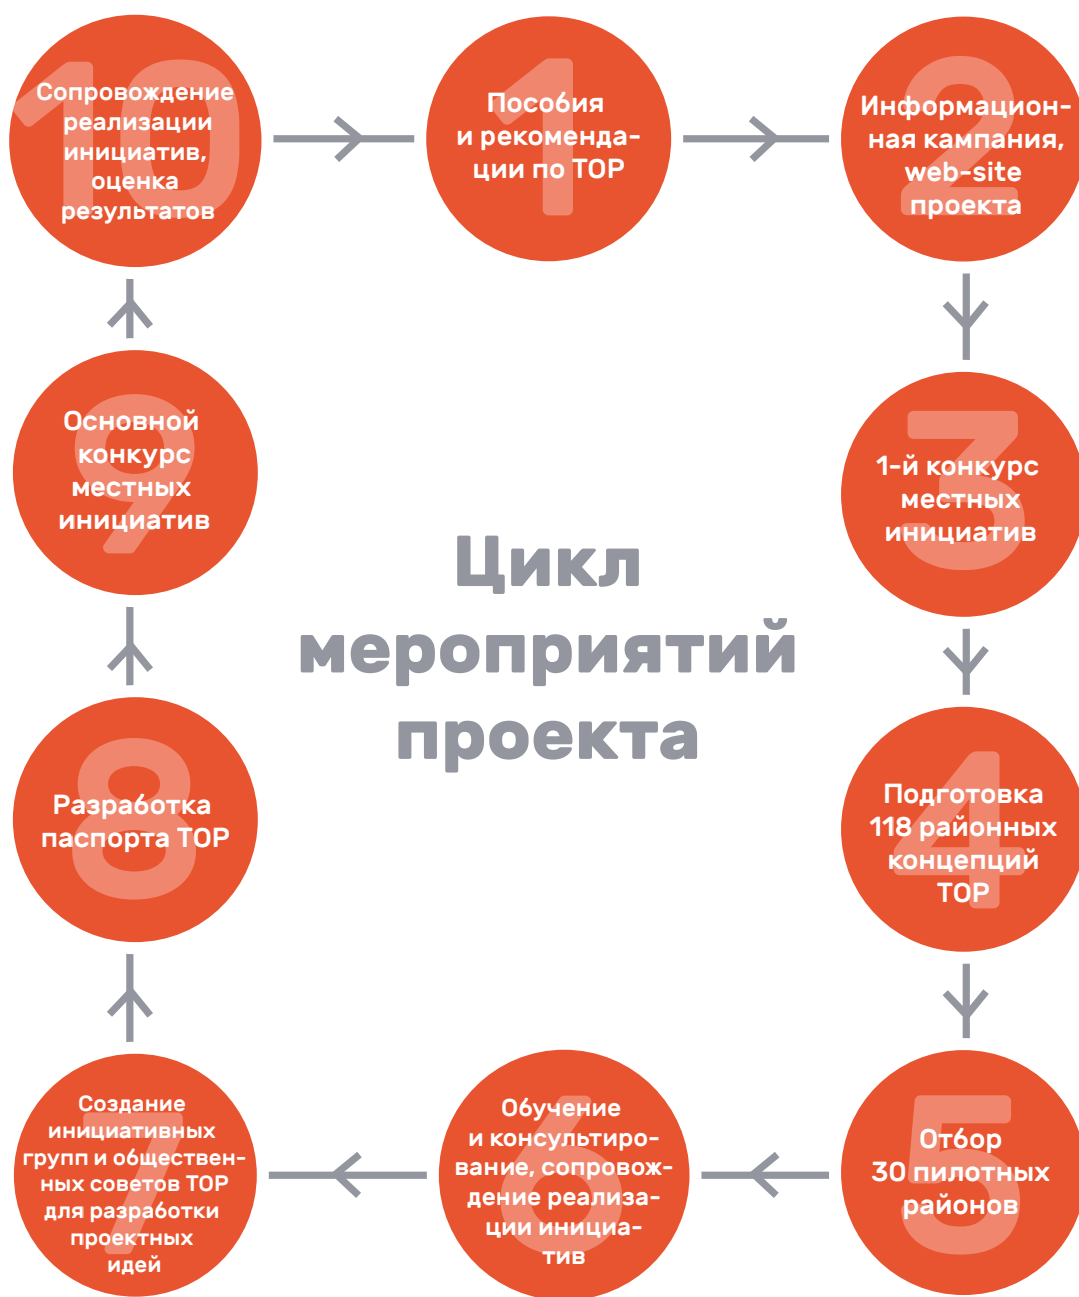 1
Пособия
и рекоменда-
ции по ТОР
2
Информацион-
ная кампания,
web-site
проекта
3
1-й конкурс
местных
инициатив
4
Подготовка
118 районных
концепций
ТОР
5
Отбор
30 пилотных
районов
6
Обучение
и консультиро-
вание, сопровож-
дение реализа-
ции инициа-
тив
7
Создание
инициативных
групп и обществен-
ных советов ТОР
для разработки
проектных
идей
8
Разработка
паспорта ТОР
9
Основной
конкурс
местных
инициатив
10
Сопровождение
реализации
инициатив,
оценка
результатов
Цикл
мероприятий
проекта